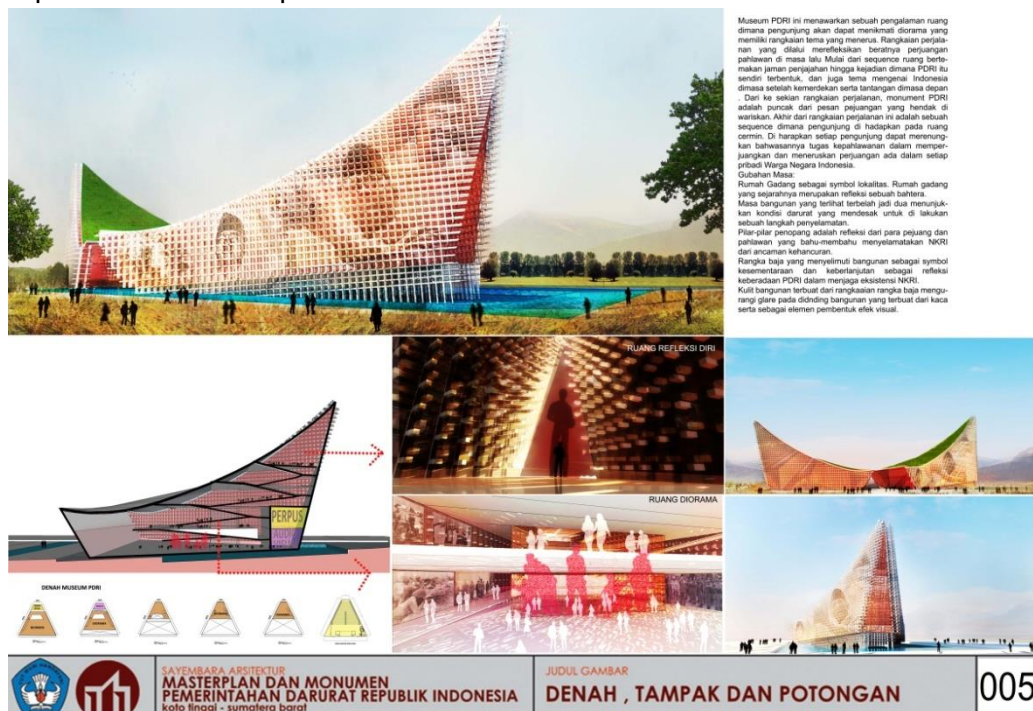 Museum PDRI ini menawarkan sebuah pengalaman ruang
dimana pengunjung akan dapat menikmati diorama yang
memiliki rangkaian tema yang menerus. Rangkaian perjala-
nan yang dilalui merefleksikan beratnya perjuangan
pahlawan di masa lalu Mulai dari sequence ruang berte-
makan jaman penjajahan hingga kejadian dimana PDRI itu
sendiri terbentuk, dan juga tema mengenai Indonesia
dimasa setelah kemerdekan serta tantangan dimasa depan
. Dari ke sekian rangkaian perjalanan, monument PDRI
adalah puncak dari pesan pejuangan yang hendak di
wariskan. Akhir dari rangkaian perjalanan ini adalah sebuah
sequence dimana pengunjung di hadapkan pada ruang
cermin. Di harapkan setiap pengunjung dapat merenung-
kan bahwasannya tugas kepahlawanan dalam memper-
juangkan dan meneruskan perjuangan ada dalam setiap
pribadi Warga Negara Indonesia.
Gubahan Masa:
Rumah Gadang sebagai symbol lokalitas. Rumah gadang
yang sejarahnya merupakan refleksi sebuah bahtera.
Masa bangunan yang terlihat terbelah jadi dua menunjuk-
kan kondisi darurat yang mendesak untuk di lakukan
sebuah langkah penyelamatan.
Pilar-pilar penopang adalah refleksi dari para pejuang dan
pahlawan yang bahu-membahu menyelamatakan NKRI
dari ancaman kehancuran.
Rangka baja yang menyelimuti bangunan sebagai symbol
kesementaraan dan keberlanjutan sebagai refleksi
keberadaan PDRI dalam menjaga eksistensi NKRI.
Kulit bangunan terbuat dari rangkaaian rangka baja mengu-
rangi glare pada didnding bangunan yang terbuat dari kaca
serta sebagai elemen pembentuk efek visual.
RUANG REFLEKSI DIRI
PERPUS
RUANG DIORAMA
DENAH MUSEUM PDRI
SAYEMBARA ARSITEKTUR
MASTERPLAN DAN MONUMEN
PEMERINTAHAN DARURAT REPUBLIK INDONESIA
koto tinggi - sumatera barat
JUDUL GAMBAR
DENAH , TAMPAK DAN POTONGAN
005